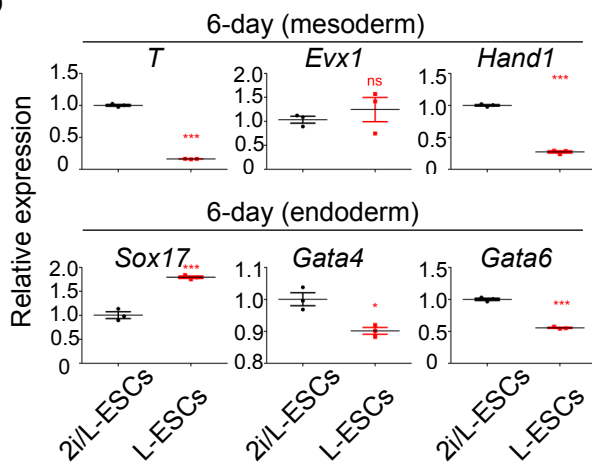 6-day (mesoderm)
T Evx1 Hand1
Relative expression
1.5 1.0 0.5 0
2.0 1.5 1.0 0.5 0
1.5 1.0 0.5 0
*** ns ***
6-day (endoderm)
Sox17 Gata4 Gata6
2.0 1.5 1.0 0.5 0
1.1 1.0 0.9 0.8
1.5 1.0 0.5 0
*** * ***
2i/L-ESCs L-ESCs 2i/L-ESCs L-ESCs 2i/L-ESCs L-ESCs